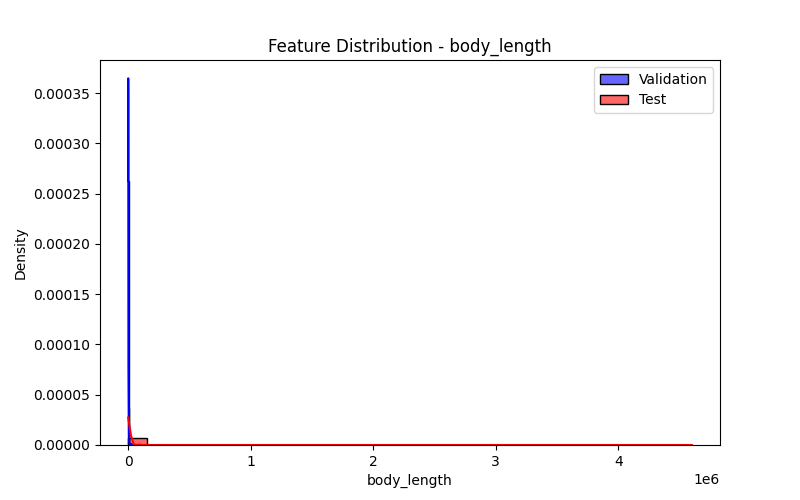 Feature Distribution - body_length
Validation
Test
0.00035
0.00030
0.00025
0.00020
0.00015
0.00010
0.00005
0.00000
Density
0 1 2 3 4
1e6
body_length